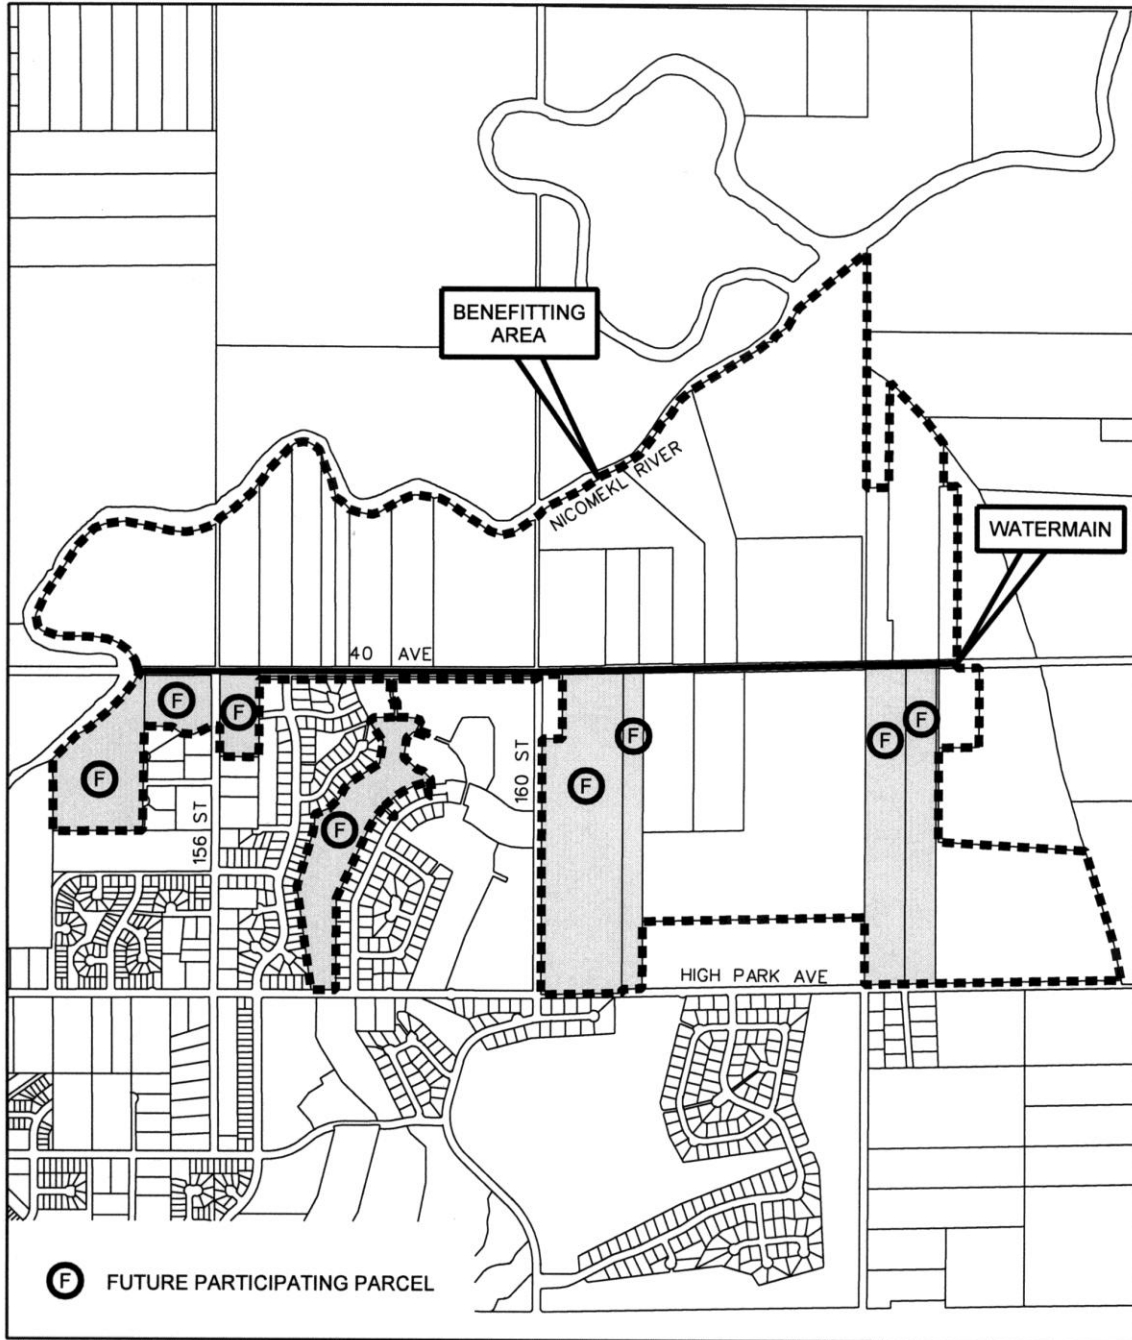 BENEFITTING
AREA
NICOMEKL RIVER
WATERMAIN
40 AVE
F
F
F
F
F
F
F
F
160 ST
156 ST
HIGH PARK AVE
F FUTURE PARTICIPATING PARCEL